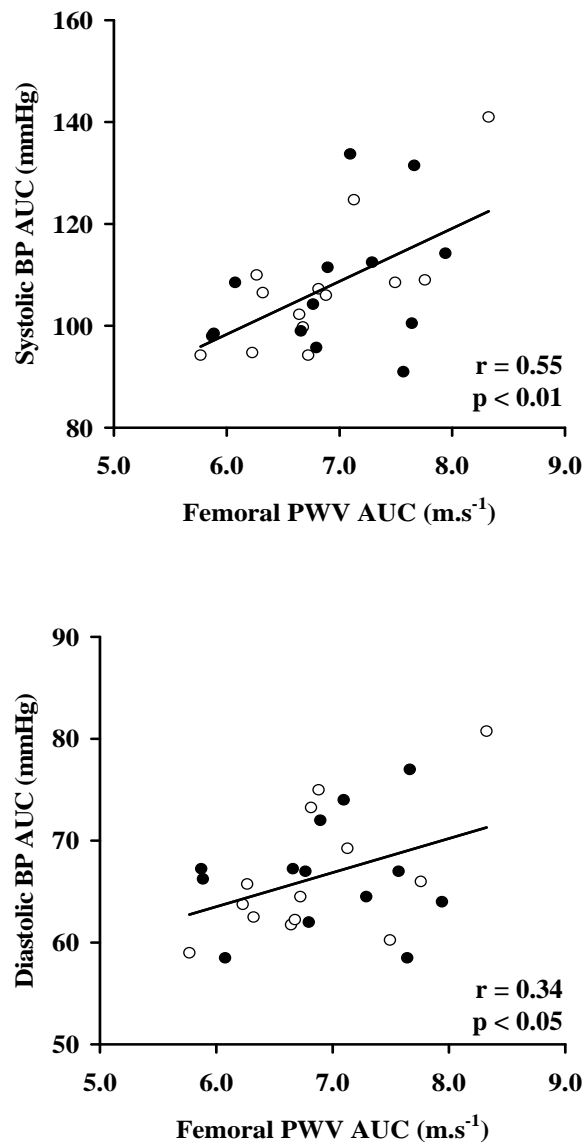 160
140
120
100
80
Systolic BP AUC (mmHg)
r = 0.55
p < 0.01
5.0 6.0 7.0 8.0 9.0
Femoral PWV AUC (m.s⁻¹)
90
80
70
60
50
Diastolic BP AUC (mmHg)
r = 0.34
p < 0.05
5.0 6.0 7.0 8.0 9.0
Femoral PWV AUC (m.s⁻¹)